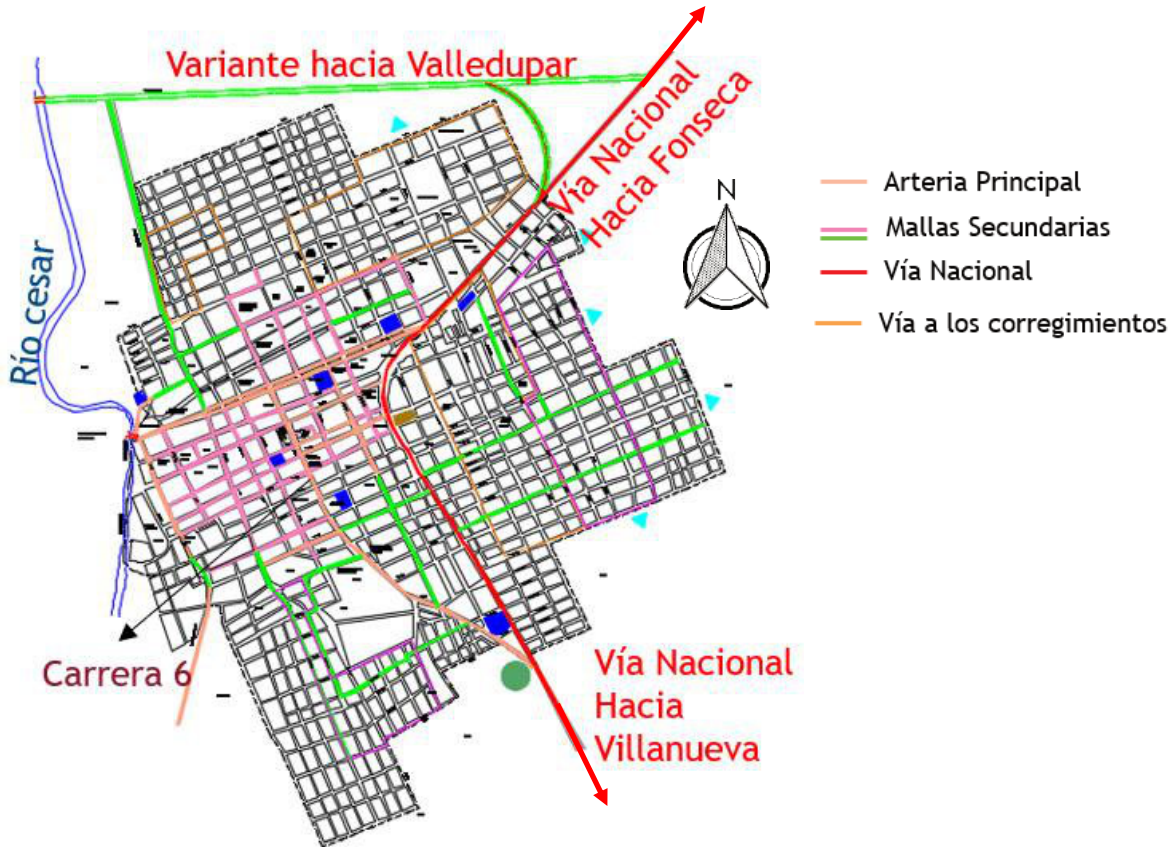 Variante hacia Valledupar
Vía Nacional
Hacia Fonseca
N
Arteria Principal
Mallas Secundarias
Vía Nacional
Vía a los corregimientos
Río cesar
Carrera 6
Vía Nacional
Hacia
Villanueva